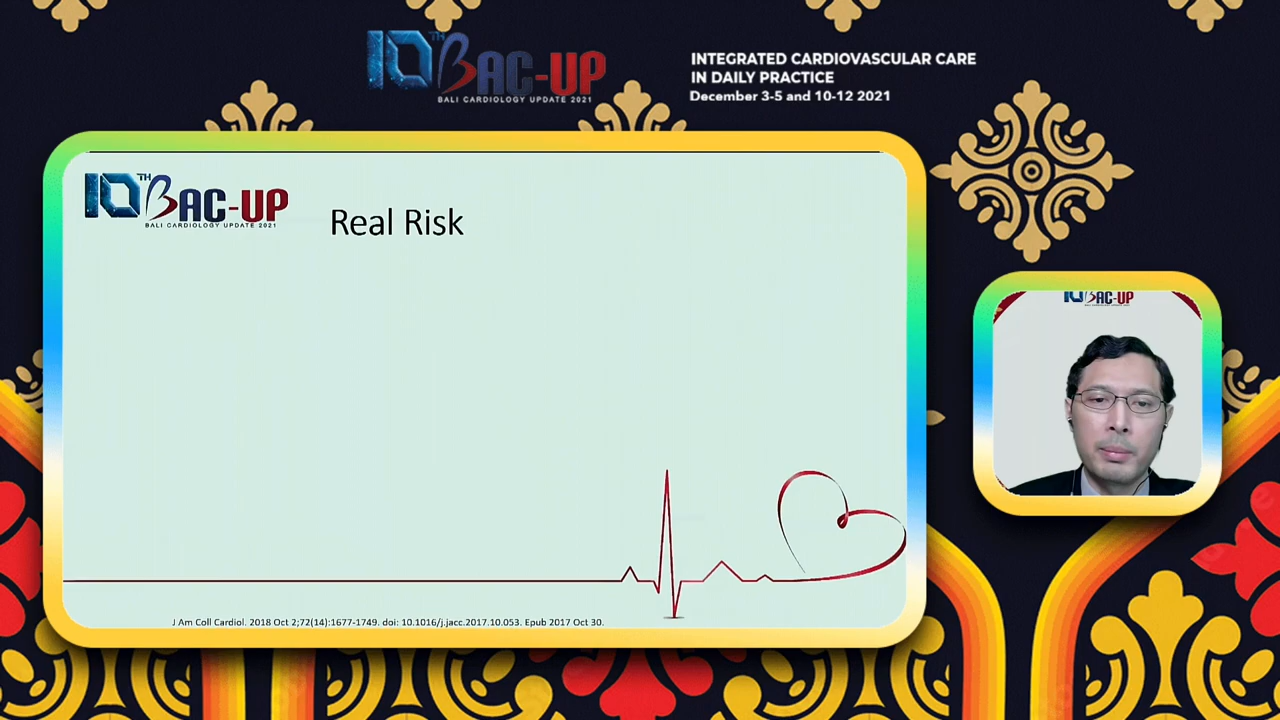 10TH BAC-UP
BALI CARDIOLOGY UPDATE 2021
INTEGRATED CARDIOVASCULAR CARE
IN DAILY PRACTICE
December 3-5 and 10-12 2021
10TH BAC-UP
BALI CARDIOLOGY UPDATE 2021
Real Risk
J Am Coll Cardiol. 2018 Oct 2;72(14):1677-1749. doi: 10.1016/j.jacc.2017.10.053. Epub 2017 Oct 30.
10 BAC-UP